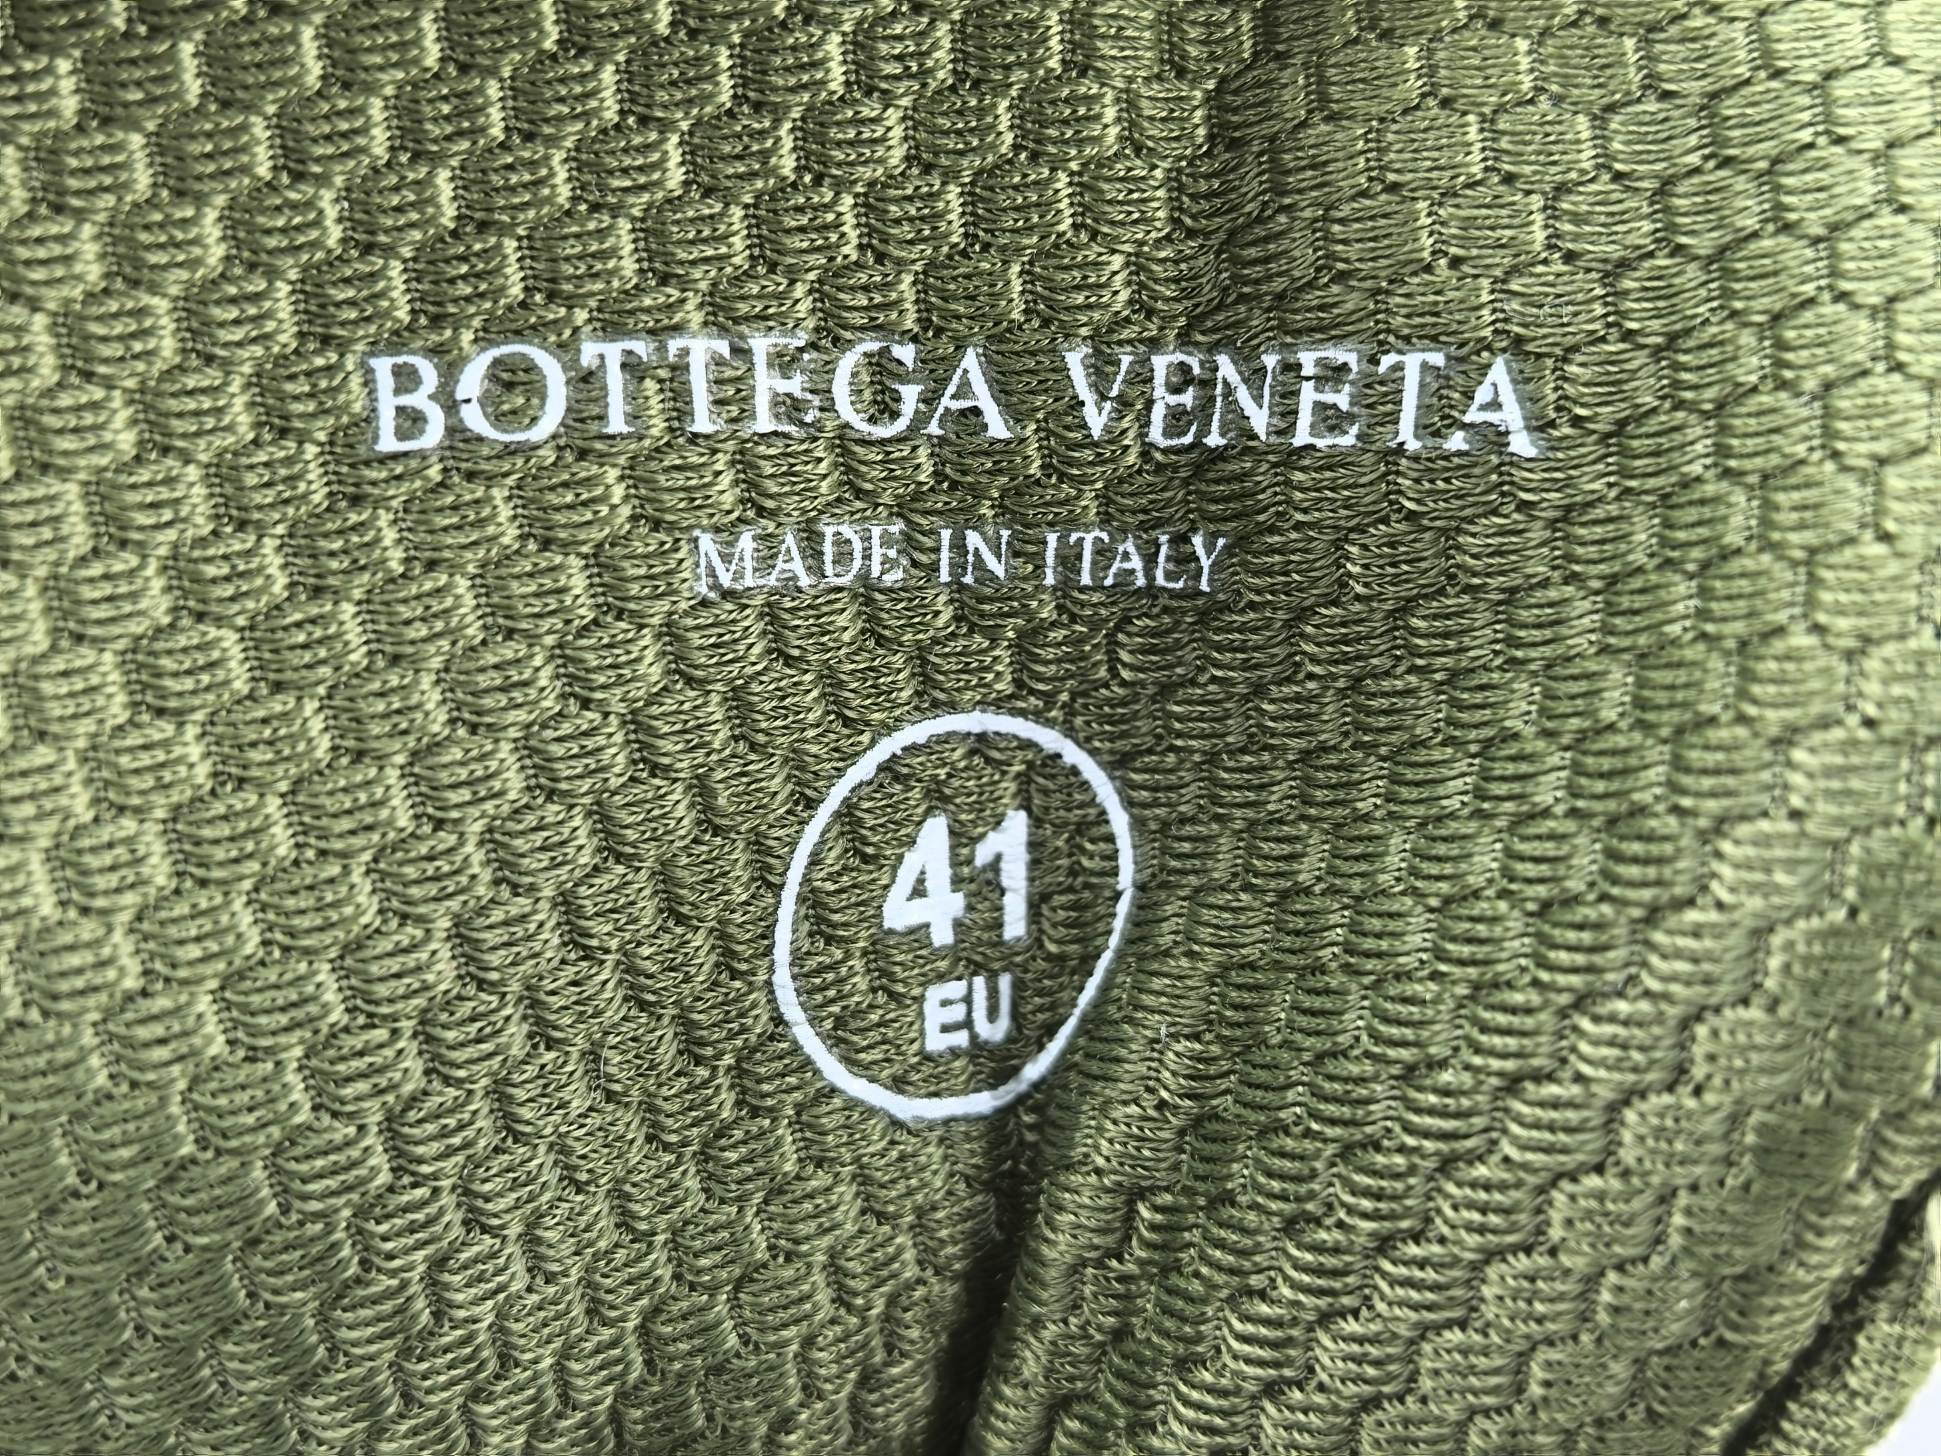 BOTTEGA VENETA
MADE IN ITALY
41
EU